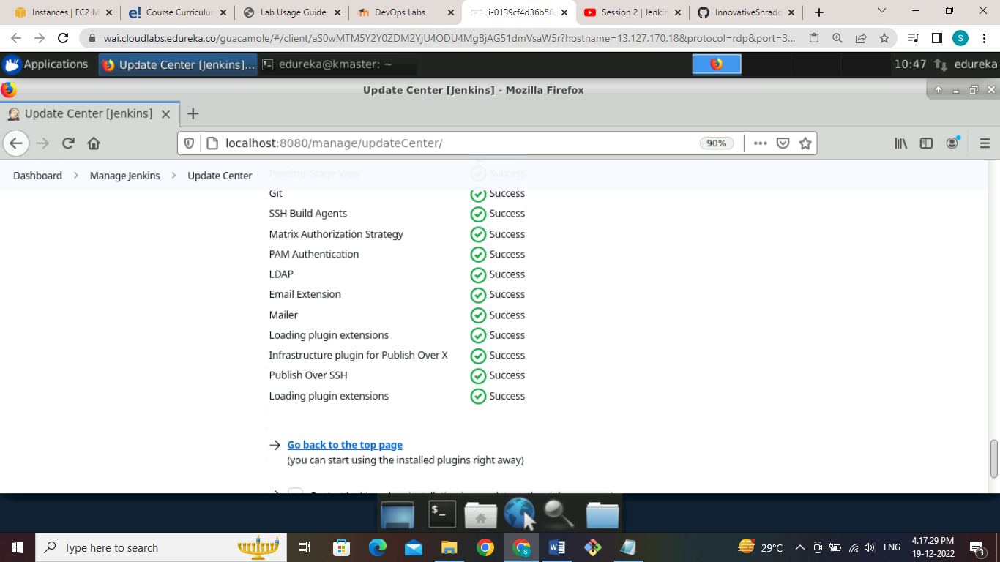 Instances | EC2 M
Course Curriculur
Lab Usage Guide
DevOps Labs
i-0139cf4d36b58
Session 2 | Jenkin
InnovativeShrado
wai.cloudlabs.edureka.co/guacamole/#/client/aS0wMTM5Y2Y0ZDM2YjU4ODU4MgBjAG51dmVsaW5r?hostname=13.127.170.18&protocol=rdp&port=3...
S
Applications
Update Center [Jenkins]...
edureka@kmaster: ~
10:47
edureka
Update Center [Jenkins] - Mozilla Firefox
Update Center [Jenkins]
localhost:8080/manage/updateCenter/
90%
Dashboard > Manage Jenkins > Update Center
Pipeline: Stage View Success
Git Success
SSH Build Agents Success
Matrix Authorization Strategy Success
PAM Authentication Success
LDAP Success
Email Extension Success
Mailer Success
Loading plugin extensions Success
Infrastructure plugin for Publish Over X Success
Publish Over SSH Success
Loading plugin extensions Success
Go back to the top page
(you can start using the installed plugins right away)
Type here to search
29°C
ENG
4.17.29 PM
19-12-2022
3